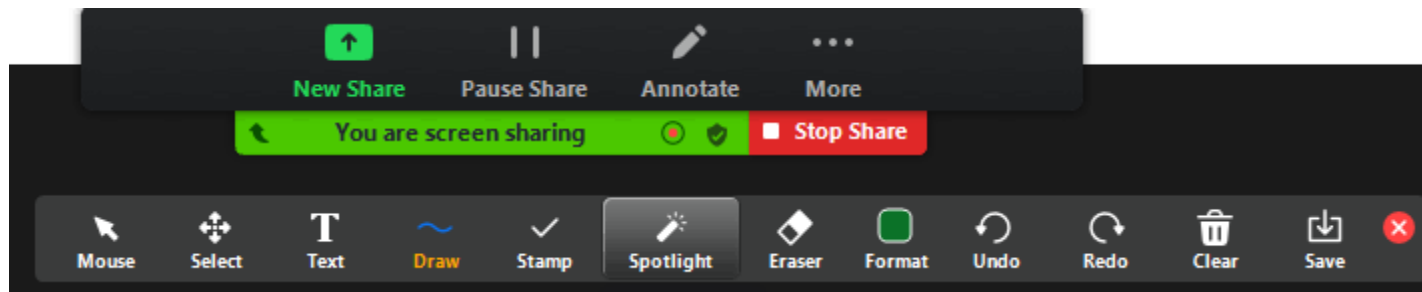 New Share Pause Share Annotate More
You are screen sharing Stop Share
Mouse Select Text Draw Stamp Spotlight Eraser Format Undo Redo Clear Save